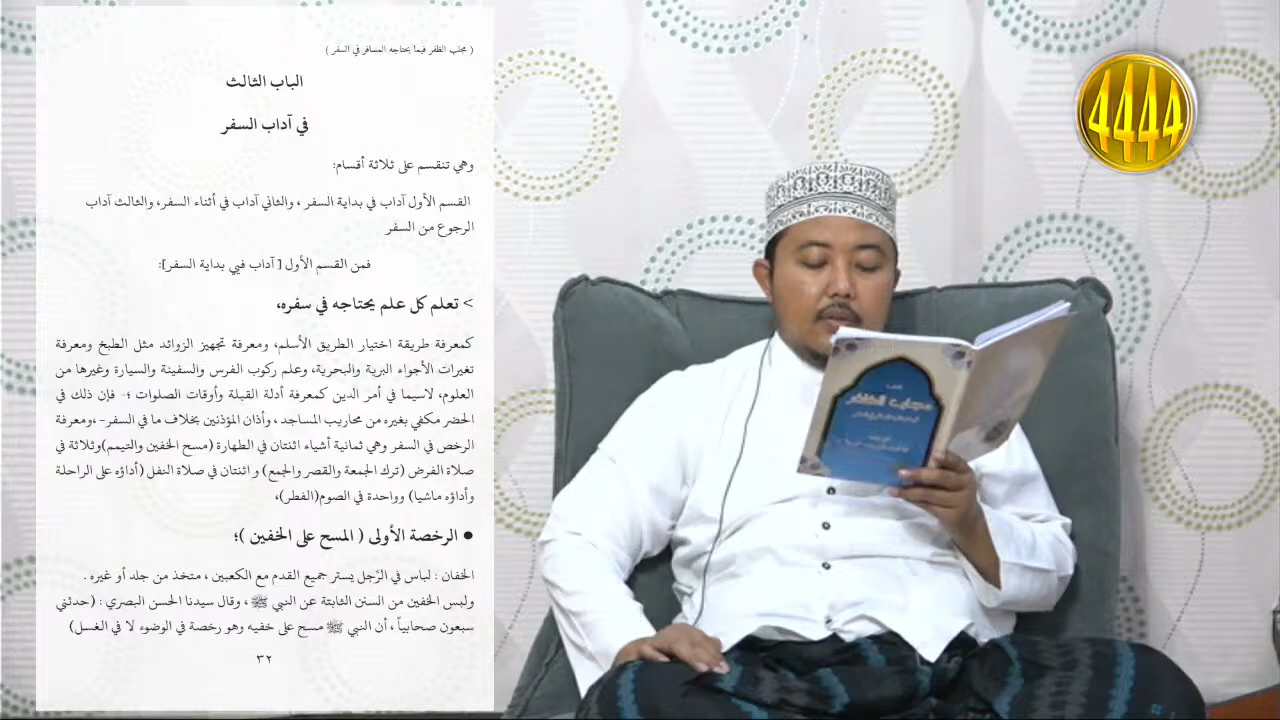 ( مجلب الظفر فيما يحتاجه المسافر في السفر )
الباب الثالث
في آداب السفر
وهي تنقسم على ثلاثة أقسام:
القسم الأول آداب في بداية السفر ، والثاني آداب في أثناء السفر، والثالث آداب
الرجوع من السفر
فمن القسم الأول [ آداب فيي بداية السفر]:
> تعلم كل علم يحتاجه في سفره،
كمعرفة طريقة اختيار الطريق الأسلم، ومعرفة تجهيز الزوائد مثل الطبخ ومعرفة
تغيرات الأجواء البرية والبحرية، وعلم ركوب الفرس والسفينة والسيارة وغيرها من
العلوم، لاسيما في أمر الدين كمعرفة أدلة القبلة وأوقات الصلوات ؛- فإن ذلك في
الحضر مكفي بغيره من محاريب المساجد ، وأذان المؤذنين بخلاف ما في السفر- ،ومعرفة
الرخص في السفر وهي ثمانية أشياء اثنتان في الطهارة (مسح الخفين والتيمم)وثلاثة في
صلاة الفرض (ترك الجمعة والقصر والجمع) و اثنتان في صلاة النفل (أداؤه على الراحلة
وأداؤه ماشيا) وواحدة في الصوم(الفطر)،
● الرخصة الأولى ( المسح على الخفين )؛
الخفان : لباس في الرّجل يستر جميع القدم مع الكعبين ، متخذ من جلد أو غيره .
ولبس الخفين من السنن الثابتة عن النبي ﷺ ، وقال سيدنا الحسن البصري : (حدثني
سبعون صحابياً ، أن النبي ﷺ مسح على خفيه وهو رخصة في الوضوء لا في الغسل)
٣٢
4444
مجلب الظفر